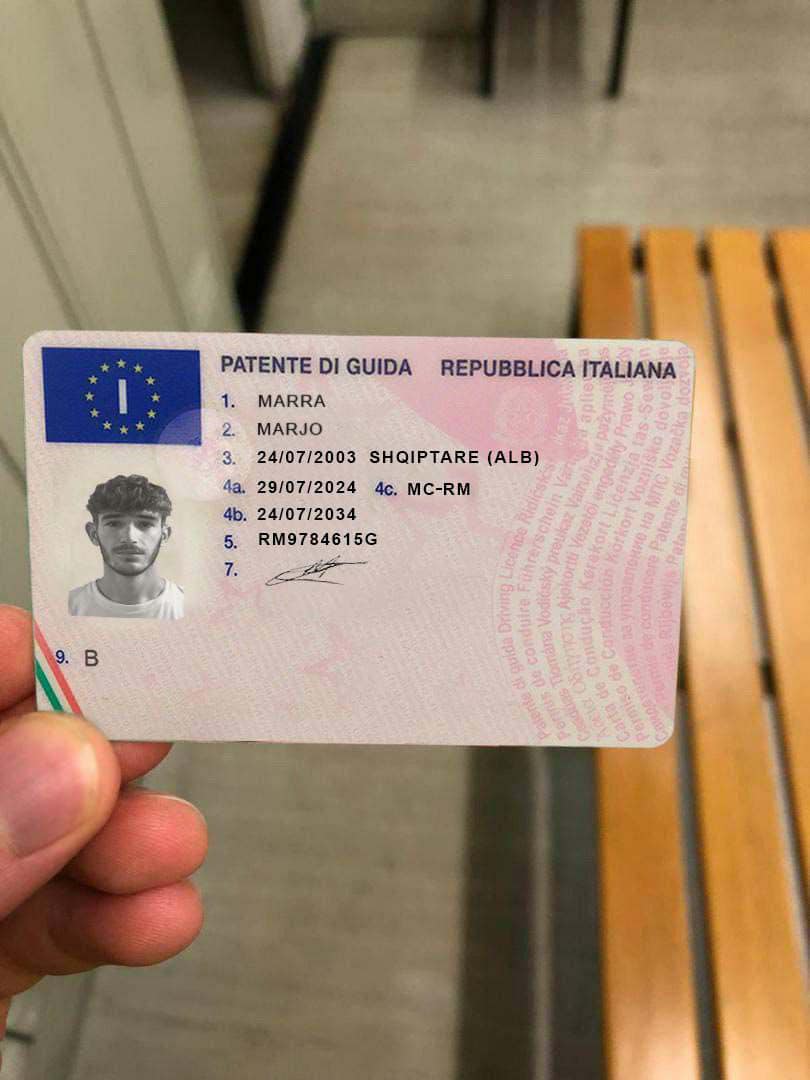 I
PATENTE DI GUIDA REPUBBLICA ITALIANA
1. MARRA
2. MARJO
3. 24/07/2003 SHQIPTARE (ALB)
4a. 29/07/2024 4c. MC-RM
4b. 24/07/2034
5. RM9784615G
7.
9. B